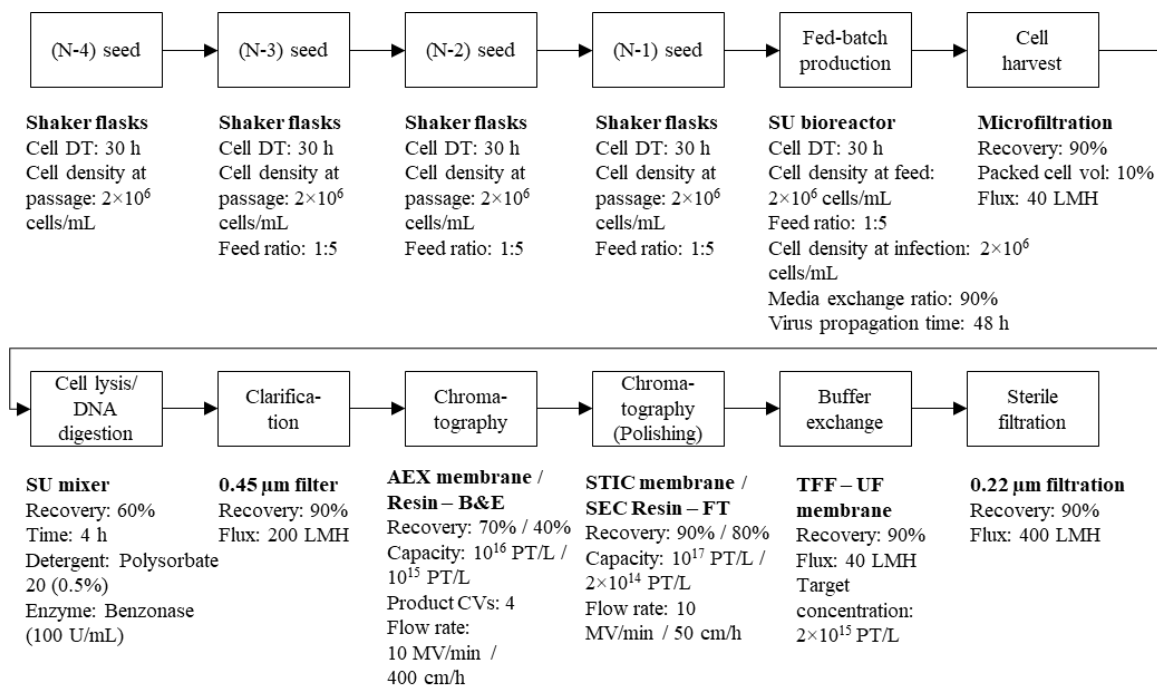 (N-4) seed
(N-3) seed
(N-2) seed
(N-1) seed
Fed-batch
production
Cell
harvest
Shaker flasks
Cell DT: 30 h
Cell density at
passage: 2×10⁶
cells/mL
Shaker flasks
Cell DT: 30 h
Cell density at
passage: 2×10⁶
cells/mL
Feed ratio: 1:5
Shaker flasks
Cell DT: 30 h
Cell density at
passage: 2×10⁶
cells/mL
Feed ratio: 1:5
Shaker flasks
Cell DT: 30 h
Cell density at
passage: 2×10⁶
cells/mL
Feed ratio: 1:5
SU bioreactor
Cell DT: 30 h
Cell density at feed:
2×10⁶ cells/mL
Feed ratio: 1:5
Cell density at infection: 2×10⁶
cells/mL
Media exchange ratio: 90%
Virus propagation time: 48 h
Microfiltration
Recovery: 90%
Packed cell vol: 10%
Flux: 40 LMH
Cell lysis/
DNA
digestion
Clarifica-
tion
Chroma-
tography
Chroma-
tography
(Polishing)
Buffer
exchange
Sterile
filtration
SU mixer
Recovery: 60%
Time: 4 h
Detergent: Polysorbate
20 (0.5%)
Enzyme: Benzonase
(100 U/mL)
0.45 µm filter
Recovery: 90%
Flux: 200 LMH
AEX membrane /
Resin – B&E
Recovery: 70% / 40%
Capacity: 10¹⁶ PT/L /
10¹⁵ PT/L
Product CVs: 4
Flow rate:
10 MV/min /
400 cm/h
STIC membrane /
SEC Resin – FT
Recovery: 90% / 80%
Capacity: 10¹⁷ PT/L /
2×10¹⁴ PT/L
Flow rate: 10
MV/min / 50 cm/h
TFF – UF
membrane
Recovery: 90%
Flux: 40 LMH
Target
concentration:
2×10¹⁵ PT/L
0.22 µm filtration
Recovery: 90%
Flux: 400 LMH